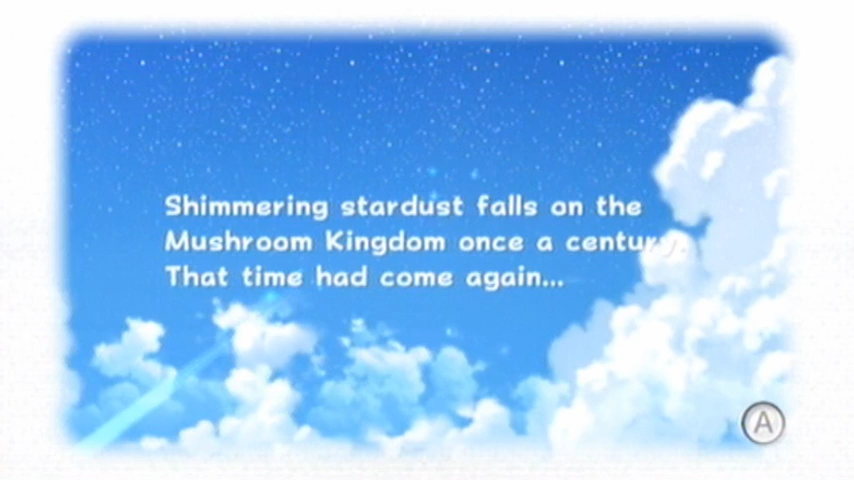 Shimmering stardust falls on the
Mushroom Kingdom once a century.
That time had come again...
A